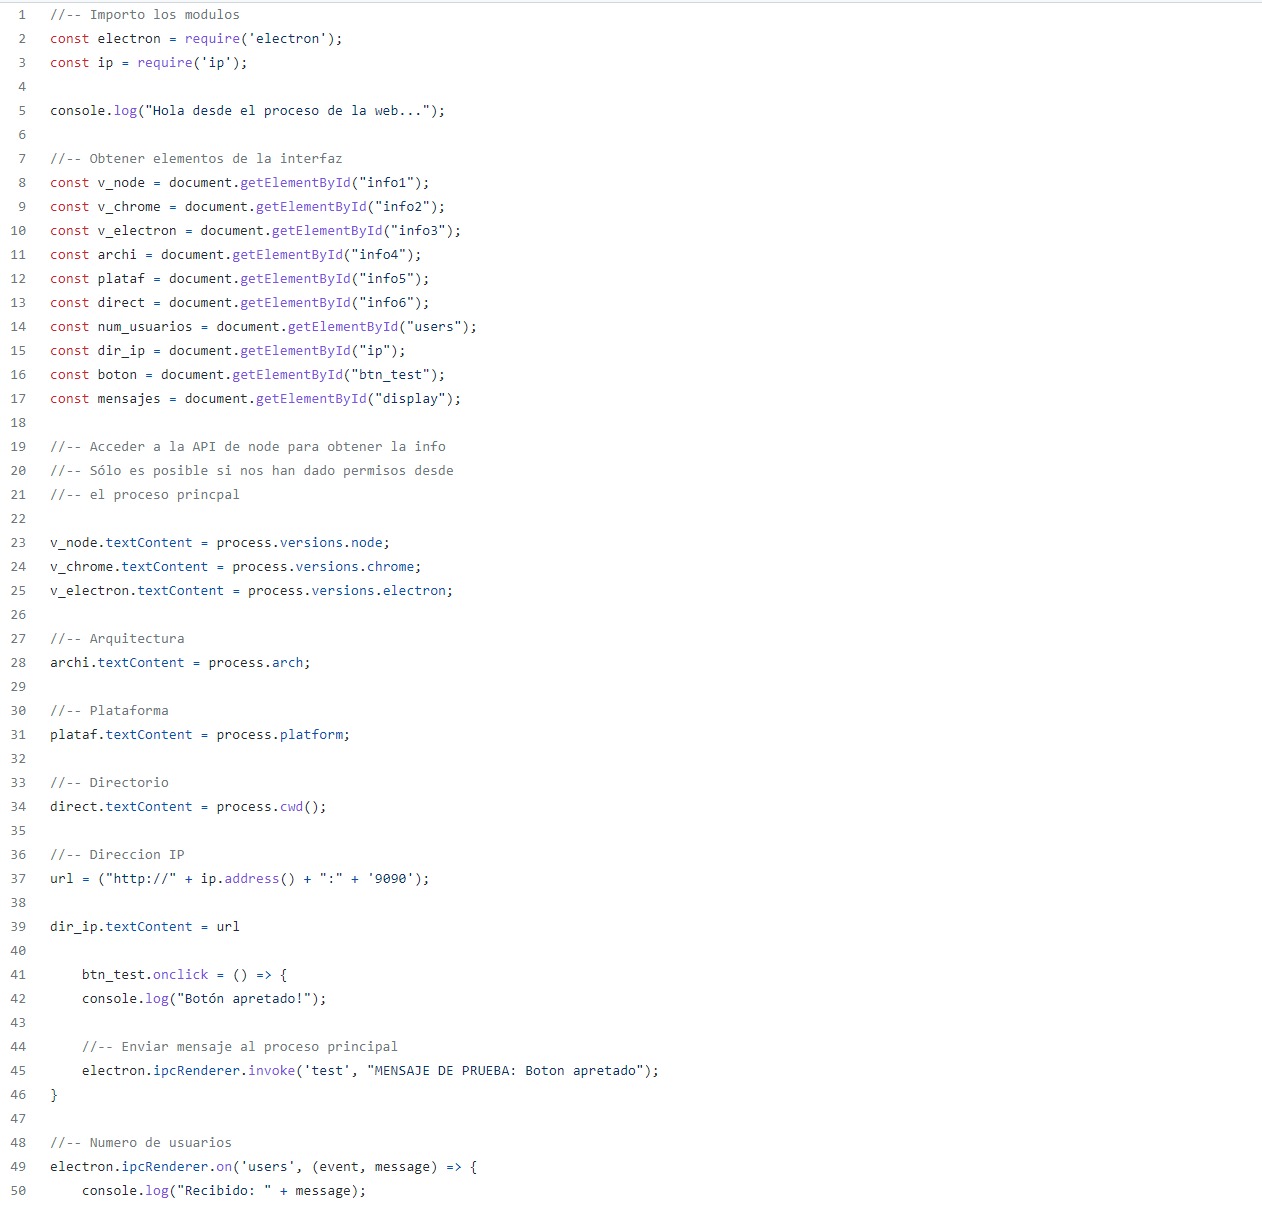 1 //-- Importo los modulos
2 const electron = require('electron');
3 const ip = require('ip');
4
5 console.log("Hola desde el proceso de la web...");
6
7 //-- Obtener elementos de la interfaz
8 const v_node = document.getElementById("info1");
9 const v_chrome = document.getElementById("info2");
10 const v_electron = document.getElementById("info3");
11 const archi = document.getElementById("info4");
12 const plataf = document.getElementById("info5");
13 const direct = document.getElementById("info6");
14 const num_usuarios = document.getElementById("users");
15 const dir_ip = document.getElementById("ip");
16 const boton = document.getElementById("btn_test");
17 const mensajes = document.getElementById("display");
18
19 //-- Acceder a la API de node para obtener la info
20 //-- Sólo es posible si nos han dado permisos desde
21 //-- el proceso princpal
22
23 v_node.textContent = process.versions.node;
24 v_chrome.textContent = process.versions.chrome;
25 v_electron.textContent = process.versions.electron;
26
27 //-- Arquitectura
28 archi.textContent = process.arch;
29
30 //-- Plataforma
31 plataf.textContent = process.platform;
32
33 //-- Directorio
34 direct.textContent = process.cwd();
35
36 //-- Direccion IP
37 url = ("http://" + ip.address() + ":" + '9090');
38
39 dir_ip.textContent = url
40
41     btn_test.onclick = () => {
42     console.log("Botón apretado!");
43
44     //-- Enviar mensaje al proceso principal
45     electron.ipcRenderer.invoke('test', "MENSAJE DE PRUEBA: Boton apretado");
46 }
47
48 //-- Numero de usuarios
49 electron.ipcRenderer.on('users', (event, message) => {
50     console.log("Recibido: " + message);